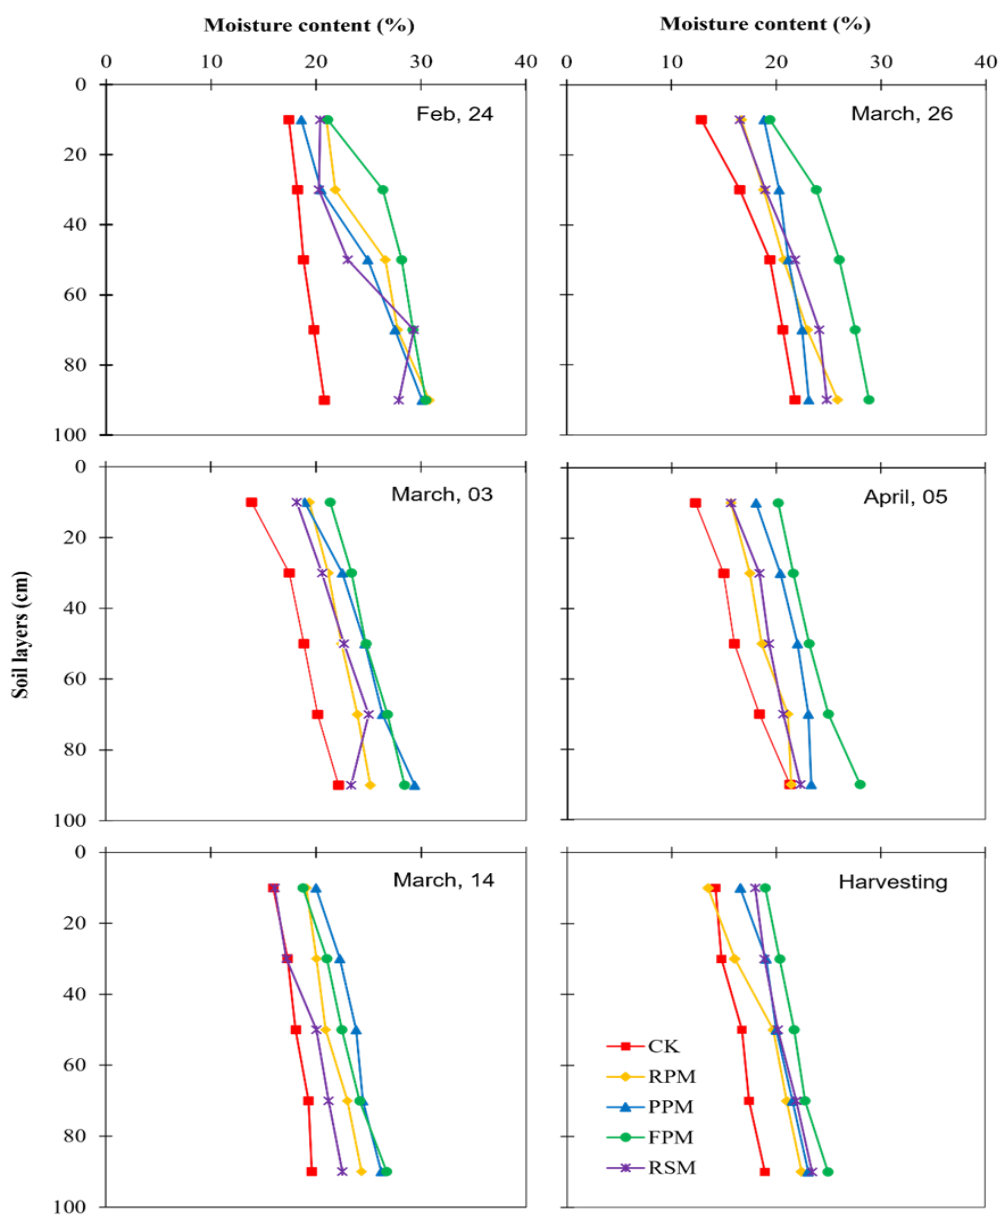 Moisture content (%)
Moisture content (%)
0 10 20 30 40
0 10 20 30 40
0
20
40
60
80
100
Feb, 24
March, 26
0
20
40
60
80
100
March, 03
April, 05
Soil layers (cm)
0
20
40
60
80
100
March, 14
Harvesting
CK
RPM
PPM
FPM
RSM